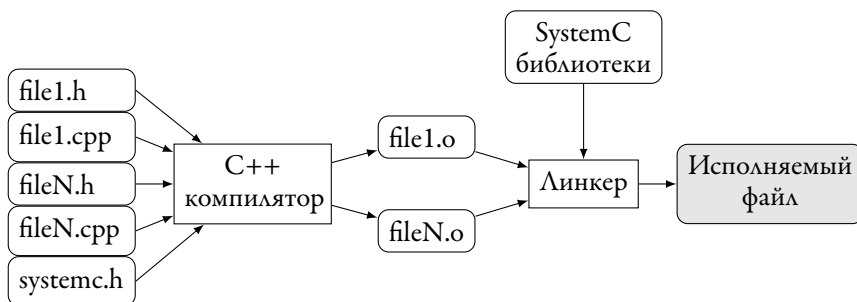 SystemC
библиотеки
file1.h
file1.cpp
fileN.h
fileN.cpp
systemc.h
C++
компилятор
file1.o
fileN.o
Линкер
Исполняемый
файл